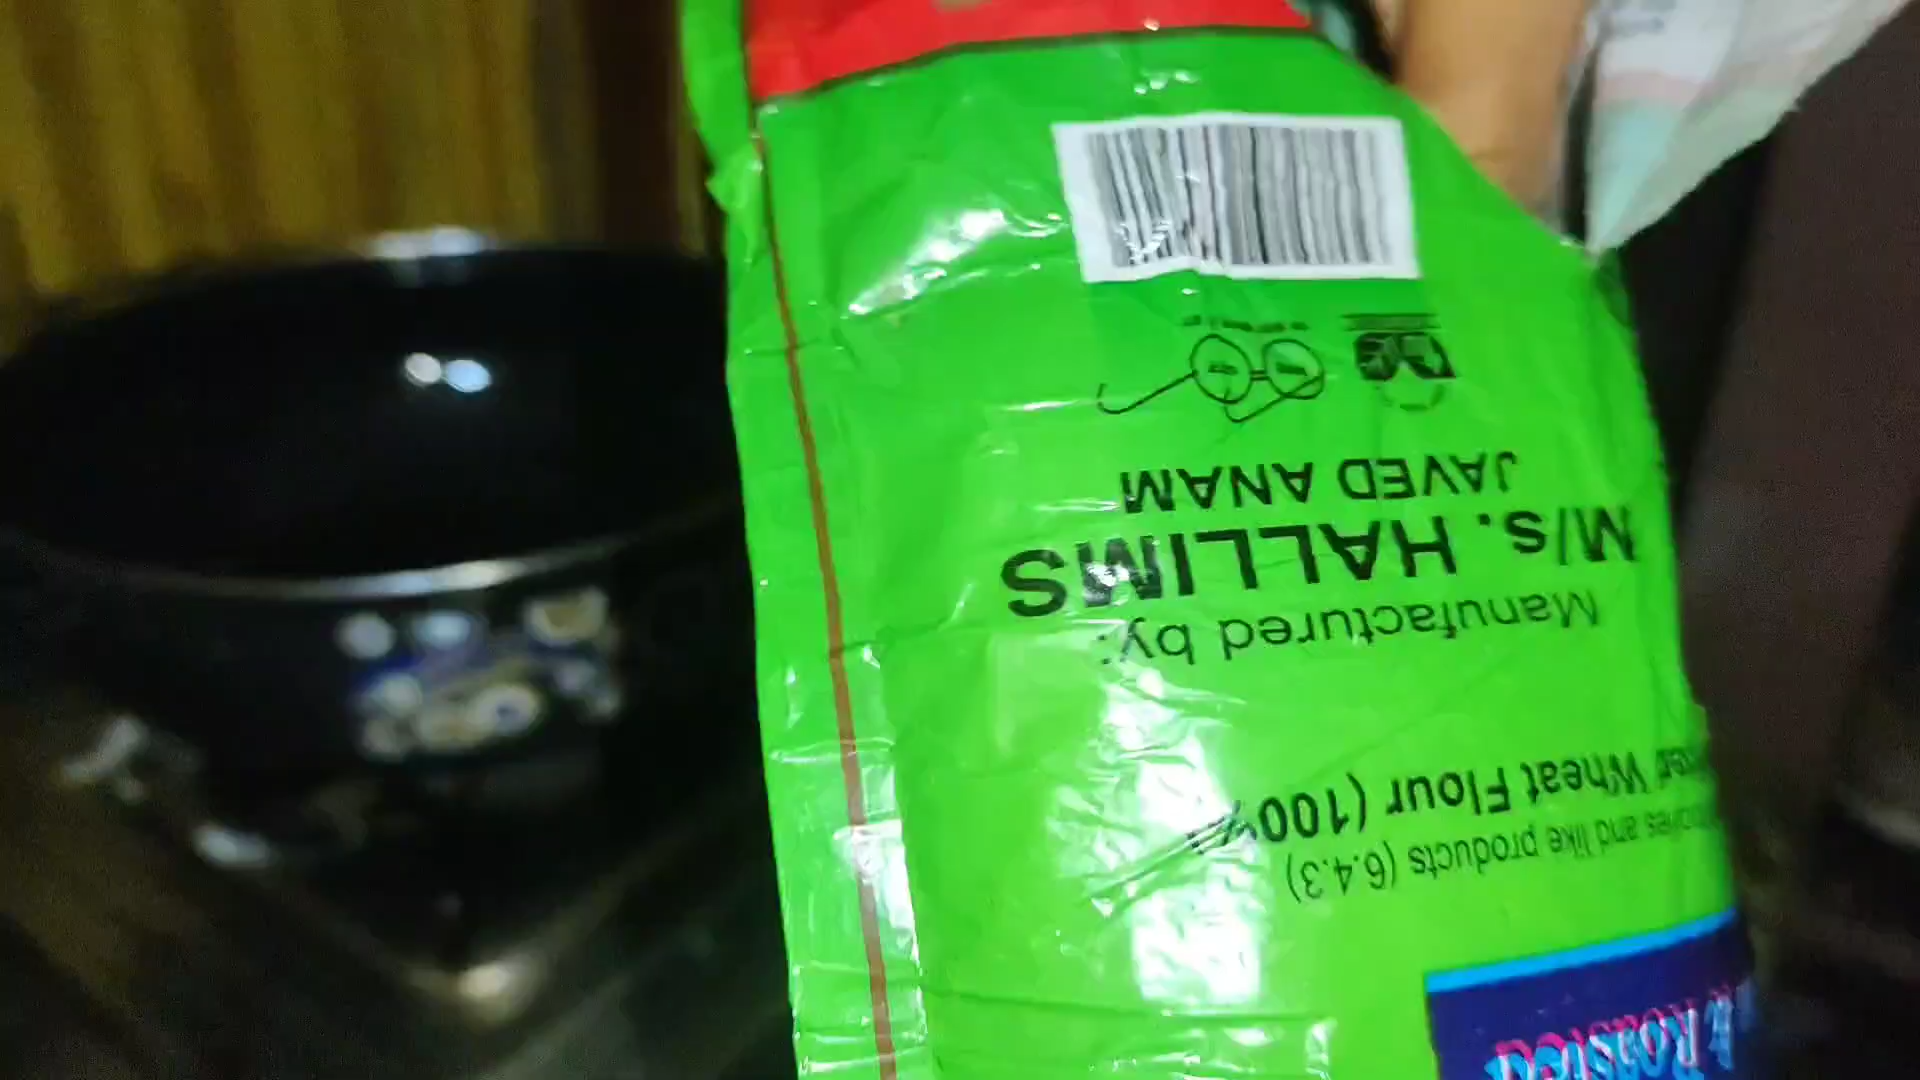 Roasted
and like products (6.4.3)
Wheat Flour (100%)
Manufactured by:
M/s. HALLIMS
JAVED ANAM